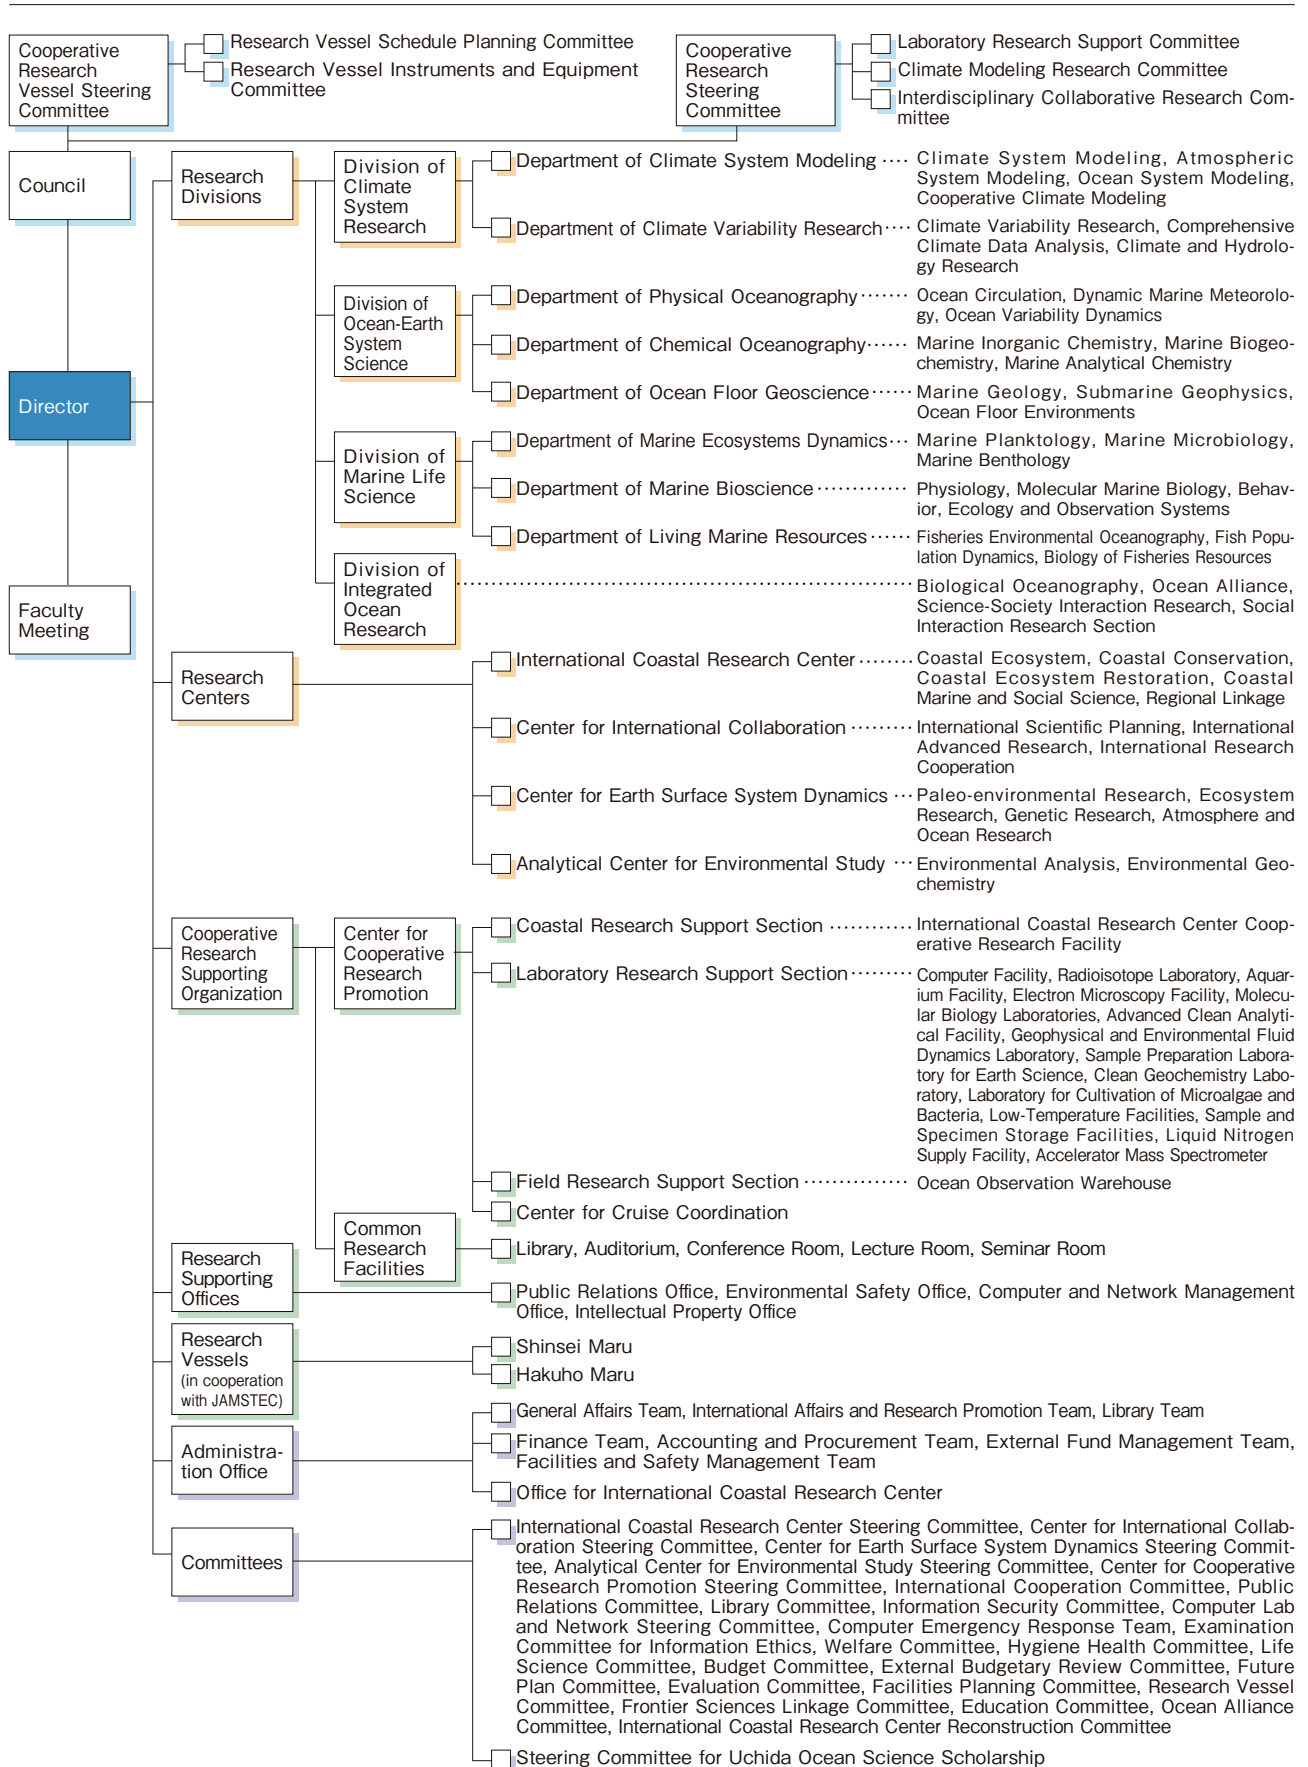 Cooperative
Research
Vessel Steering
Committee
Research Vessel Schedule Planning Committee
Research Vessel Instruments and Equipment
Committee
Cooperative
Research
Steering
Committee
Laboratory Research Support Committee
Climate Modeling Research Committee
Interdisciplinary Collaborative Research Com-
mittee
Council
Director
Faculty
Meeting
Research
Divisions
Division of
Climate
System
Research
Department of Climate System Modeling ···· Climate System Modeling, Atmospheric
System Modeling, Ocean System Modeling,
Cooperative Climate Modeling
Department of Climate Variability Research ···· Climate Variability Research, Comprehensive
Climate Data Analysis, Climate and Hydrolo-
gy Research
Division of
Ocean-Earth
System
Science
Department of Physical Oceanography ······· Ocean Circulation, Dynamic Marine Meteorolo-
gy, Ocean Variability Dynamics
Department of Chemical Oceanography ······ Marine Inorganic Chemistry, Marine Biogeo-
chemistry, Marine Analytical Chemistry
Department of Ocean Floor Geoscience ······ Marine Geology, Submarine Geophysics,
Ocean Floor Environments
Division of
Marine Life
Science
Department of Marine Ecosystems Dynamics ··· Marine Planktology, Marine Microbiology,
Marine Benthology
Department of Marine Bioscience ············· Physiology, Molecular Marine Biology, Behav-
ior, Ecology and Observation Systems
Department of Living Marine Resources ······ Fisheries Environmental Oceanography, Fish Popu-
lation Dynamics, Biology of Fisheries Resources
Division of
Integrated
Ocean
Research
Biological Oceanography, Ocean Alliance,
Science-Society Interaction Research, Social
Interaction Research Section
Research
Centers
International Coastal Research Center ········ Coastal Ecosystem, Coastal Conservation,
Coastal Ecosystem Restoration, Coastal
Marine and Social Science, Regional Linkage
Center for International Collaboration ········· International Scientific Planning, International
Advanced Research, International Research
Cooperation
Center for Earth Surface System Dynamics ··· Paleo-environmental Research, Ecosystem
Research, Genetic Research, Atmosphere and
Ocean Research
Analytical Center for Environmental Study ··· Environmental Analysis, Environmental Geo-
chemistry
Cooperative
Research
Supporting
Organization
Center for
Cooperative
Research
Promotion
Coastal Research Support Section ··········· International Coastal Research Center Coop-
erative Research Facility
Laboratory Research Support Section ········ Computer Facility, Radioisotope Laboratory, Aquar-
ium Facility, Electron Microscopy Facility, Molecu-
lar Biology Laboratories, Advanced Clean Analyti-
cal Facility, Geophysical and Environmental Fluid
Dynamics Laboratory, Sample Preparation Labora-
tory for Earth Science, Clean Geochemistry Labo-
ratory, Laboratory for Cultivation of Microalgae and
Bacteria, Low-Temperature Facilities, Sample and
Specimen Storage Facilities, Liquid Nitrogen
Supply Facility, Accelerator Mass Spectrometer
Field Research Support Section ··············· Ocean Observation Warehouse
Center for Cruise Coordination
Common
Research
Facilities
Library, Auditorium, Conference Room, Lecture Room, Seminar Room
Research
Supporting
Offices
Public Relations Office, Environmental Safety Office, Computer and Network Management
Office, Intellectual Property Office
Research
Vessels
(in cooperation
with JAMSTEC)
Shinsei Maru
Hakuho Maru
Administra-
tion Office
General Affairs Team, International Affairs and Research Promotion Team, Library Team
Finance Team, Accounting and Procurement Team, External Fund Management Team,
Facilities and Safety Management Team
Office for International Coastal Research Center
Committees
International Coastal Research Center Steering Committee, Center for International Collab-
oration Steering Committee, Center for Earth Surface System Dynamics Steering Commit-
tee, Analytical Center for Environmental Study Steering Committee, Center for Cooperative
Research Promotion Steering Committee, International Cooperation Committee, Public
Relations Committee, Library Committee, Information Security Committee, Computer Lab
and Network Steering Committee, Computer Emergency Response Team, Examination
Committee for Information Ethics, Welfare Committee, Hygiene Health Committee, Life
Science Committee, Budget Committee, External Budgetary Review Committee, Future
Plan Committee, Evaluation Committee, Facilities Planning Committee, Research Vessel
Committee, Frontier Sciences Linkage Committee, Education Committee, Ocean Alliance
Committee, International Coastal Research Center Reconstruction Committee
Steering Committee for Uchida Ocean Science Scholarship